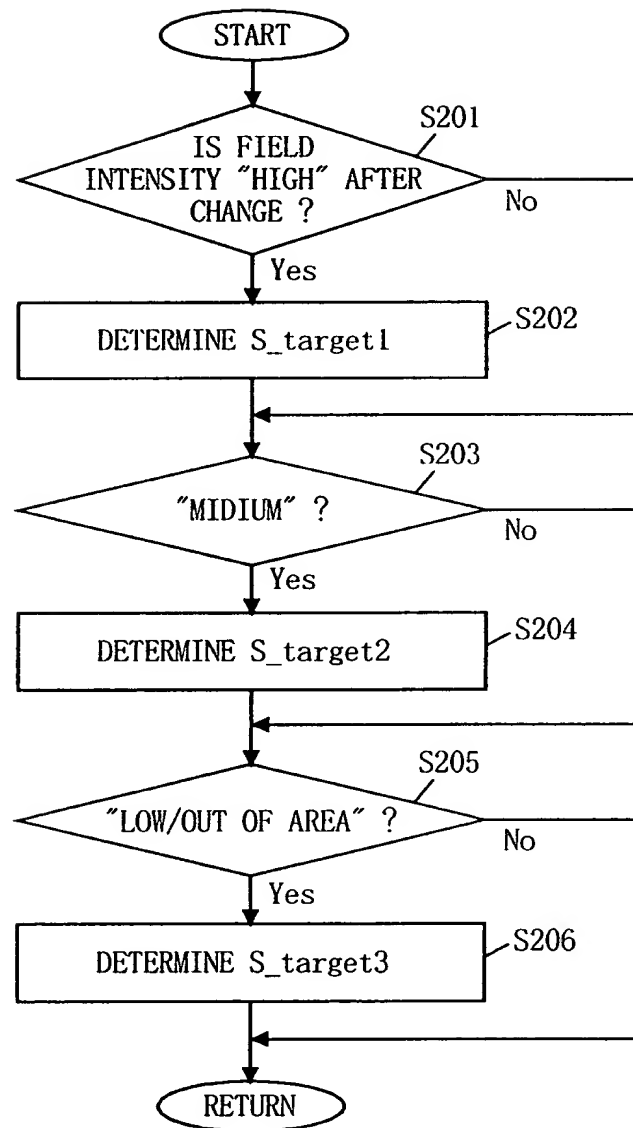 START
S201
IS FIELD
INTENSITY "HIGH" AFTER
CHANGE ?
No
Yes
DETERMINE S_target1
S202
S203
"MIDIUM" ?
No
Yes
DETERMINE S_target2
S204
S205
"LOW/OUT OF AREA" ?
No
Yes
DETERMINE S_target3
S206
RETURN